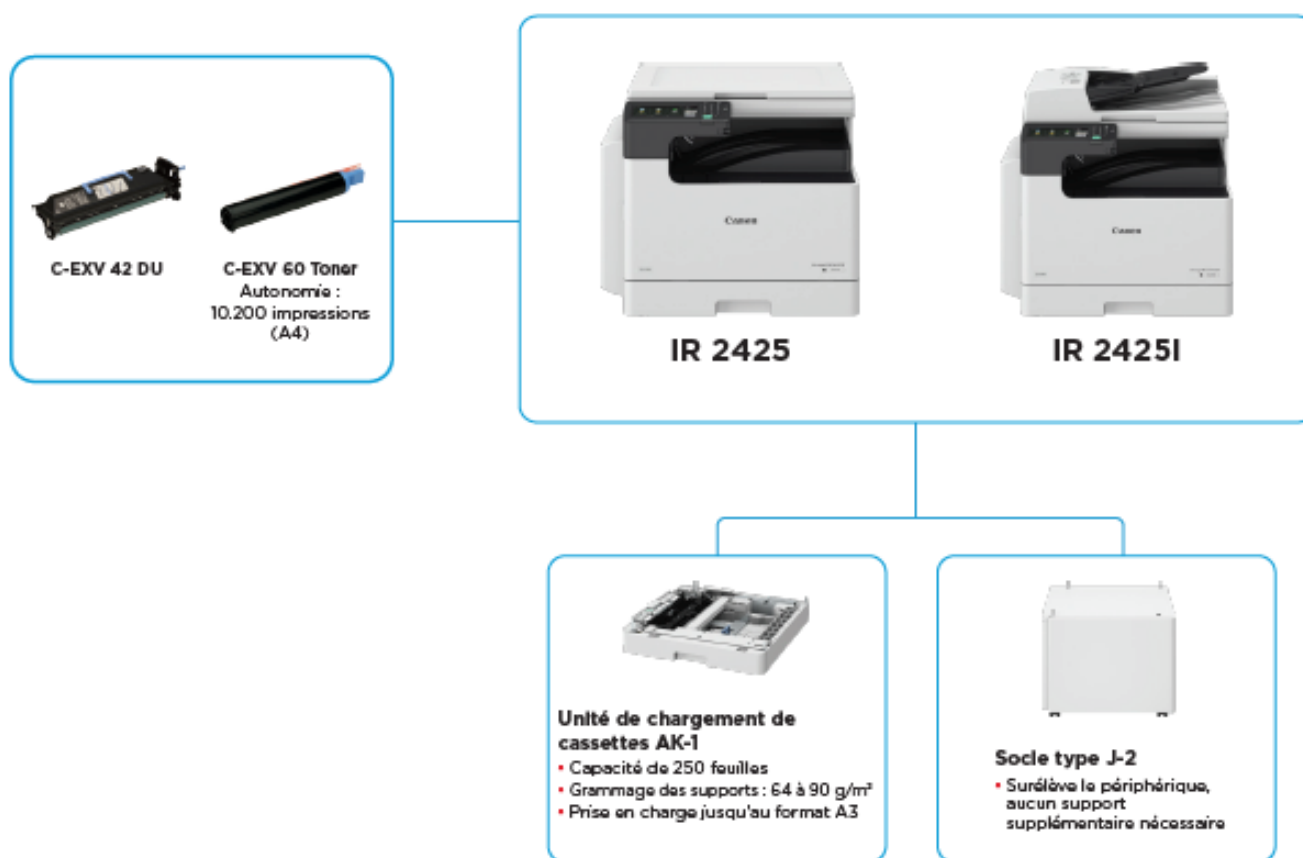 C-EXV 42 DU
C-EXV 60 Toner
Autonomie :
10.200 impressions
(A4)
Canon
Canon
IR 2425
IR 2425I
Unité de chargement de
cassettes AK-1
• Capacité de 250 feuilles
• Grammage des supports : 64 à 90 g/m²
• Prise en charge jusqu'au format A3
Socle type J-2
• Surélève le périphérique,
aucun support
supplémentaire nécessaire